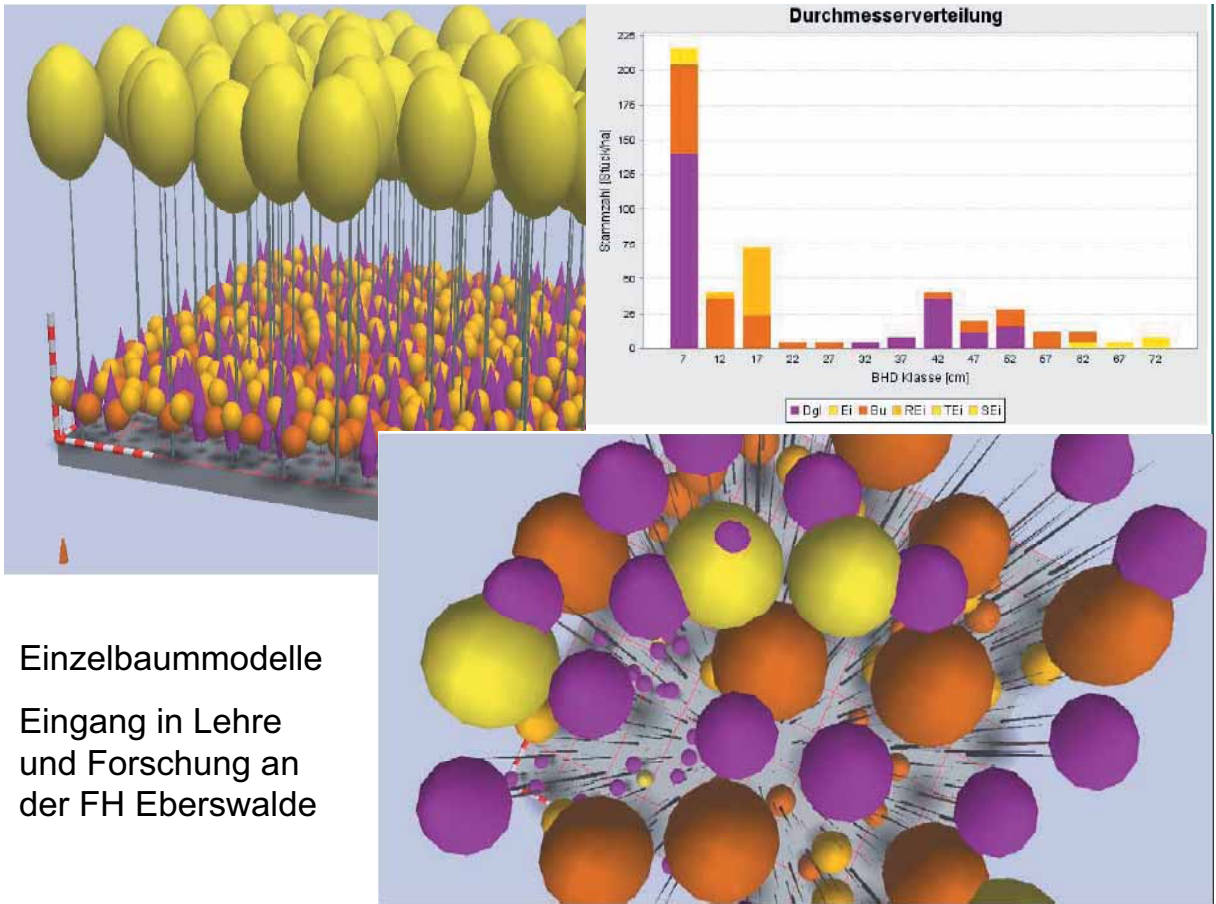 Durchmesserverteilung
Stammzahl [Stück/ha]
225
200
175
150
125
100
75
50
25
0
7 12 17 22 27 32 37 42 47 52 57 62 67 72
BHD Klasse [cm]
Dgl Ei Bu REi TEi SEi
Einzelbaummodelle
Eingang in Lehre
und Forschung an
der FH Eberswalde